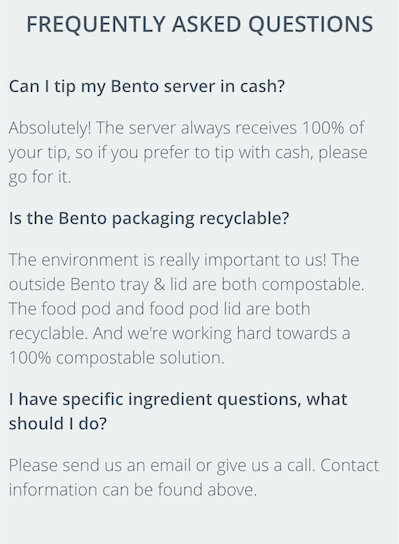 FREQUENTLY ASKED QUESTIONS
Can I tip my Bento server in cash?
Absolutely! The server always receives 100% of
your tip, so if you prefer to tip with cash, please
go for it.
Is the Bento packaging recyclable?
The environment is really important to us! The
outside Bento tray & lid are both compostable.
The food pod and food pod lid are both
recyclable. And we're working hard towards a
100% compostable solution.
I have specific ingredient questions, what
should I do?
Please send us an email or give us a call. Contact
information can be found above.